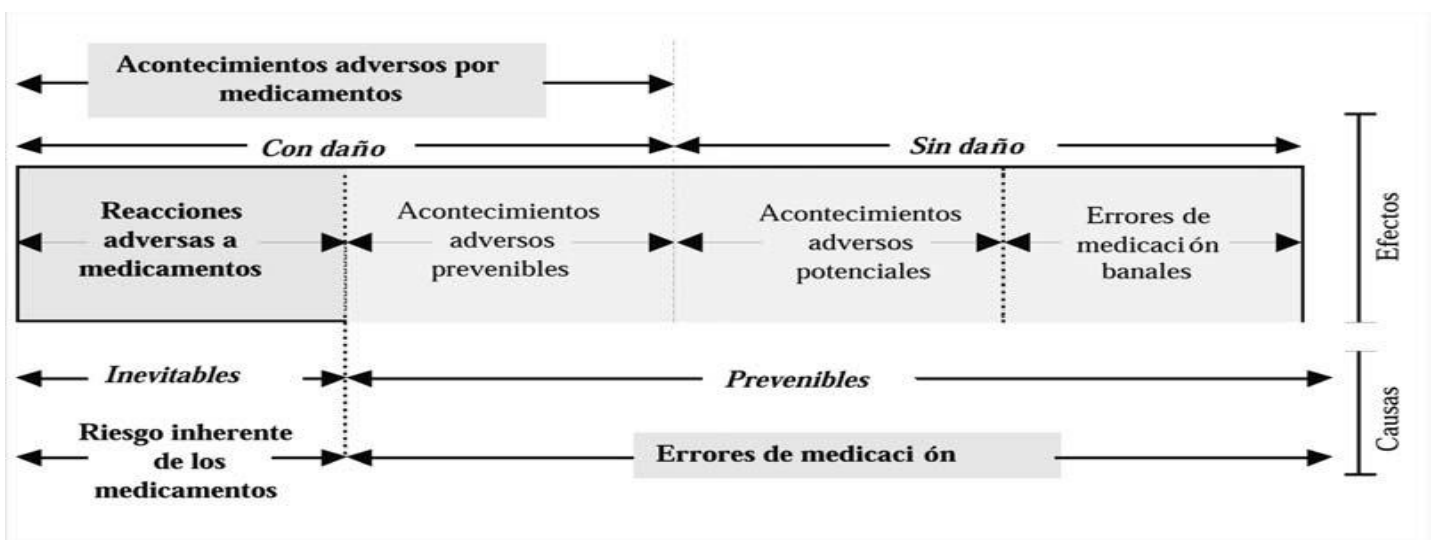 Acontecimientos adversos por
medicamentos
Con daño
Sin daño
Reacciones
adversas a
medicamentos
Acontecimientos
adversos
prevenibles
Acontecimientos
adversos
potenciales
Errores de
medicaci ón
banales
Efectos
Inevitables
Prevenibles
Riesgo inherente
de los
medicamentos
Errores de medicaci ón
Causas